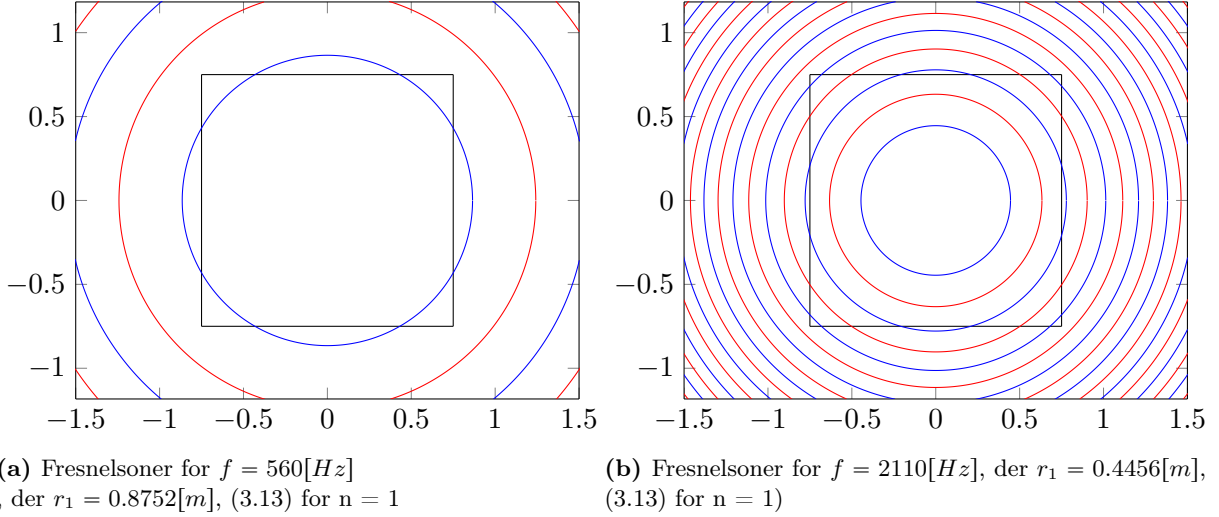 1
0.5
0
−0.5
−1
−1.5 −1 −0.5 0 0.5 1 1.5
1
0.5
0
−0.5
−1
−1.5 −1 −0.5 0 0.5 1 1.5
(a) Fresnelsoner for f = 560[Hz]
, der r₁ = 0.8752[m], (3.13) for n = 1
(b) Fresnelsoner for f = 2110[Hz], der r₁ = 0.4456[m],
(3.13) for n = 1)